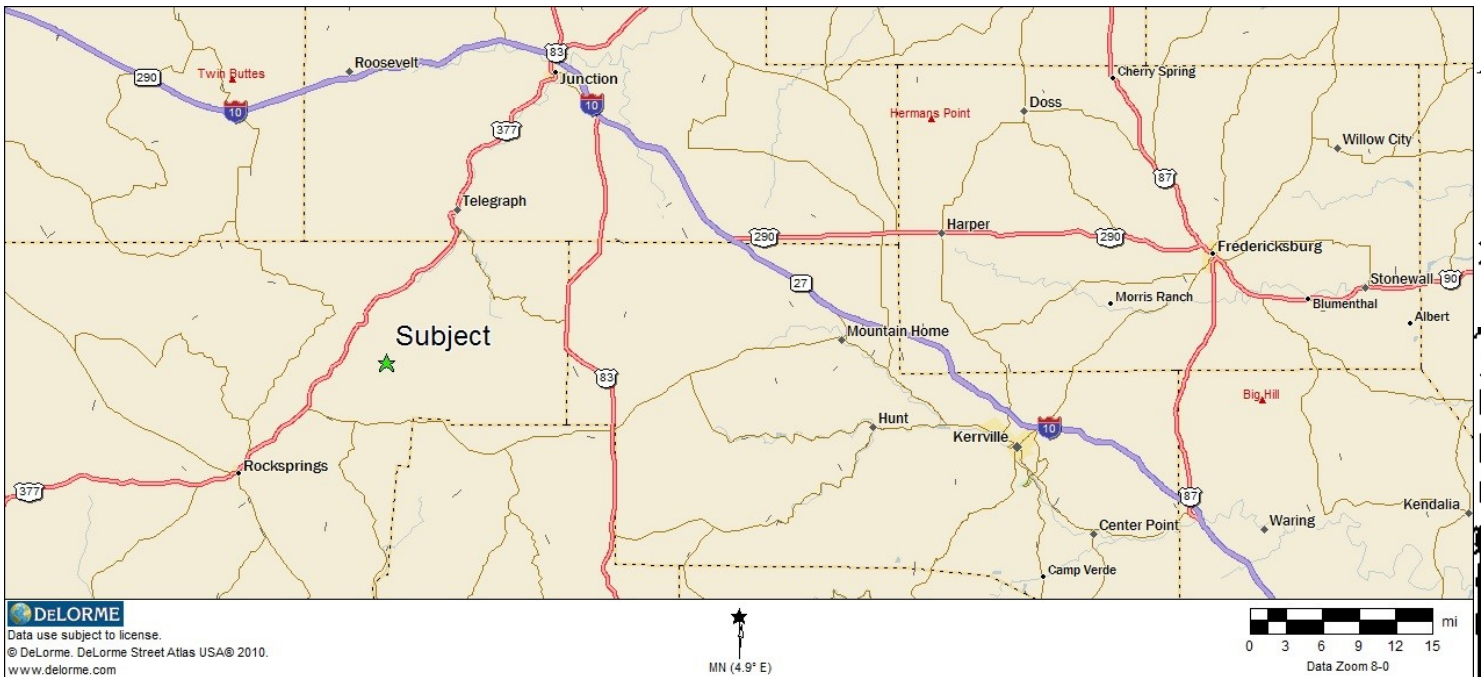 83
Roosevelt
290
Twin Buttes
Junction
Cherry Spring
10
10
Doss
Hermans Point
377
Willow City
87
Telegraph
Harper
290
290
Fredericksburg
Stonewall
90
27
Morris Ranch
Blumenthal
Albert
Subject
Mountain Home
83
Big Hill
Hunt
10
Kerrville
Rocksprings
377
87
Kendalia
Center Point
Waring
Camp Verde
DELORME
Data use subject to license.
© DeLorme. DeLorme Street Atlas USA® 2010.
www.delorme.com
MN (4.9° E)
mi
0 3 6 9 12 15
Data Zoom 8-0